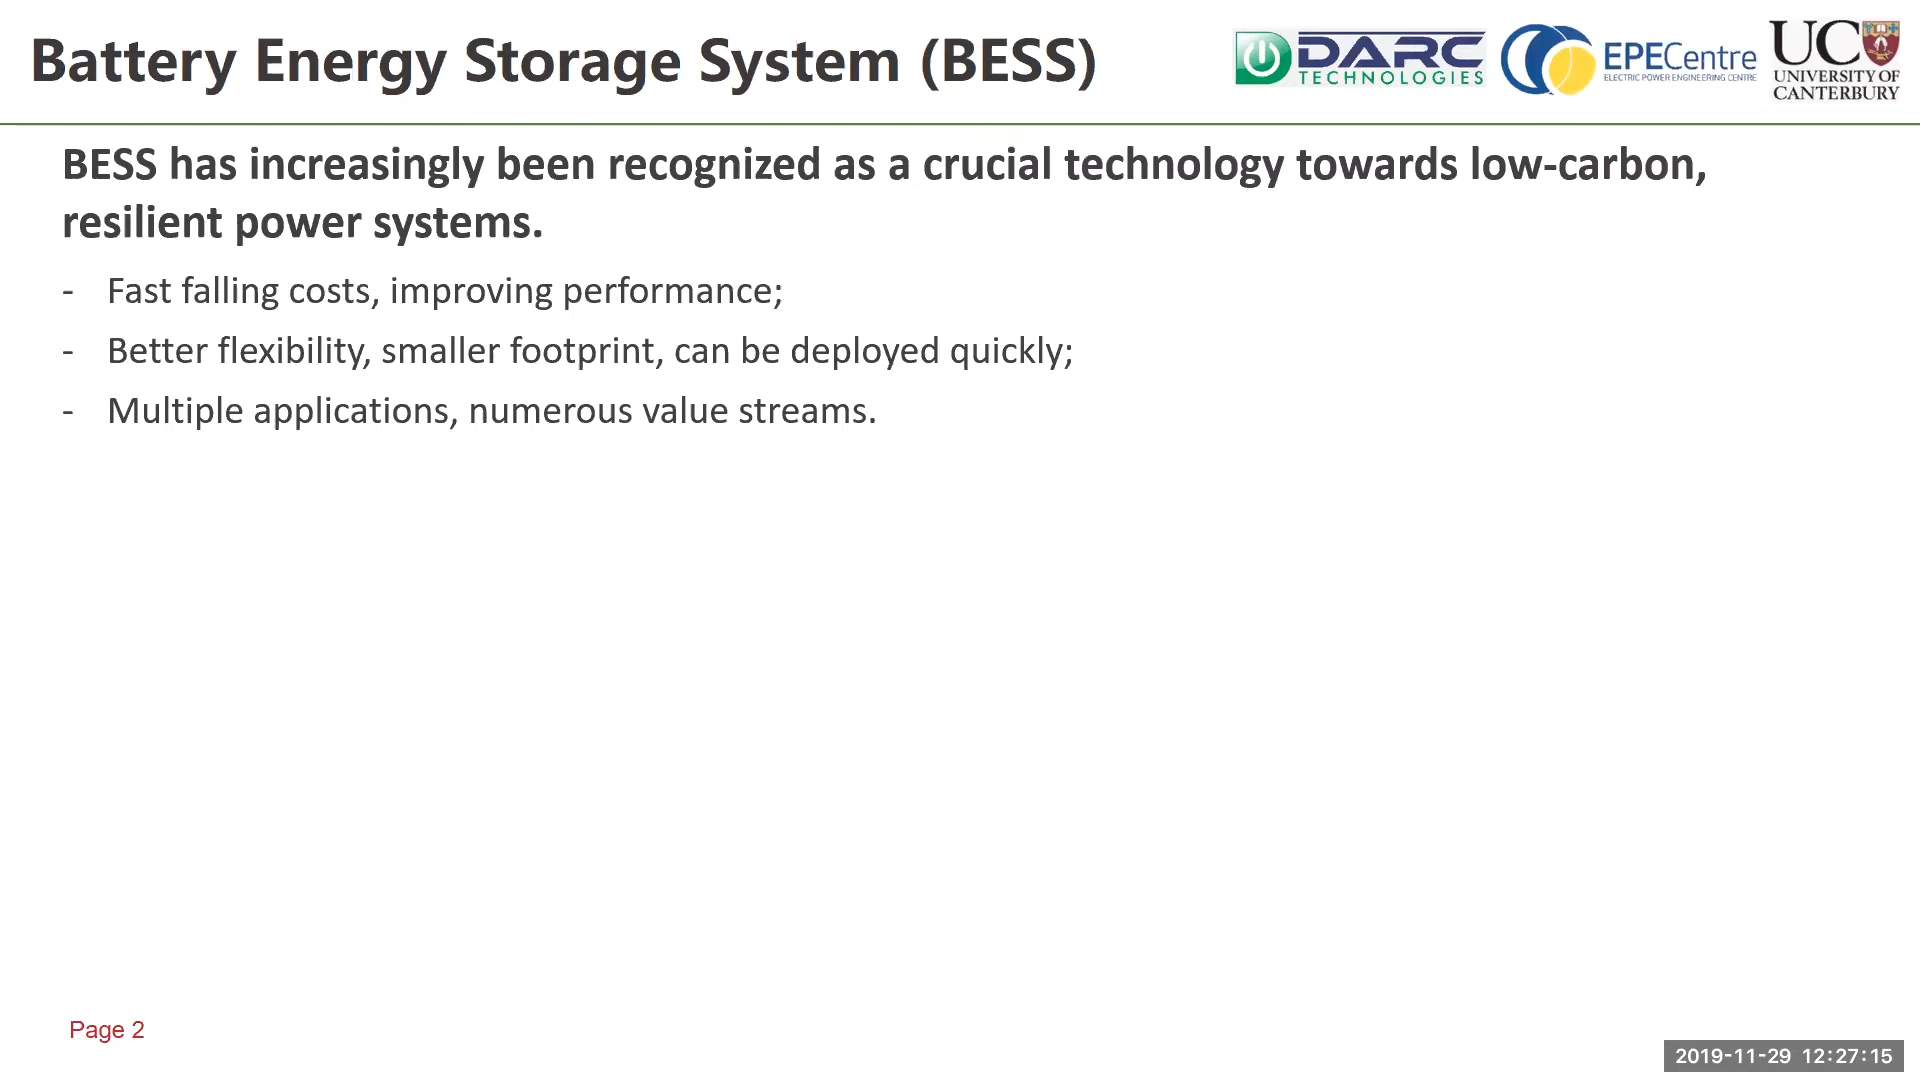 Battery Energy Storage System (BESS)
DARC
TECHNOLOGIES
EPECentre
ELECTRIC POWER ENGINEERING CENTRE
UC
UNIVERSITY OF
CANTERBURY
BESS has increasingly been recognized as a crucial technology towards low-carbon,
resilient power systems.
- Fast falling costs, improving performance;
- Better flexibility, smaller footprint, can be deployed quickly;
- Multiple applications, numerous value streams.
Page 2
2019-11-29 12:27:15